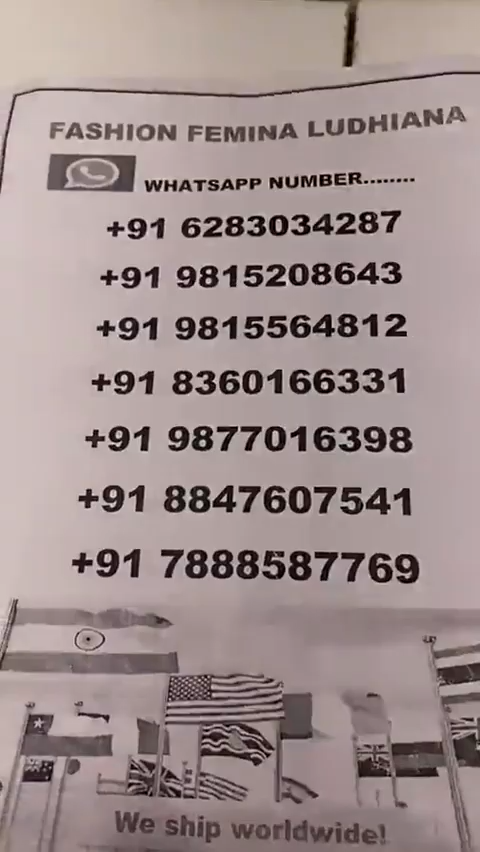 FASHION FEMINA LUDHIANA
WHATSAPP NUMBER........
+91 6283034287
+91 9815208643
+91 9815564812
+91 8360166331
+91 9877016398
+91 8847607541
+91 7888587769
We ship worldwide!